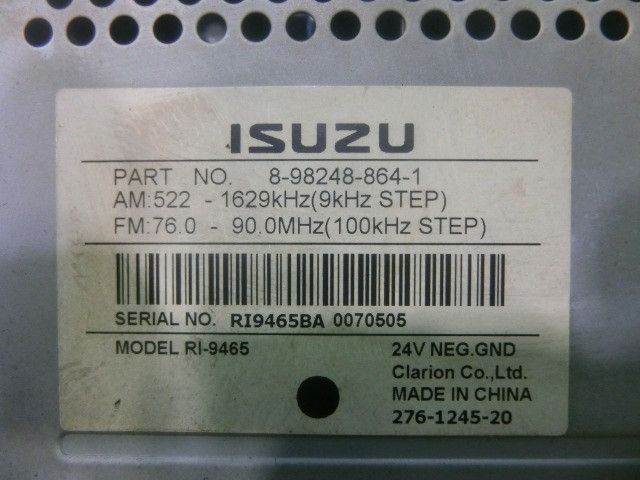 ISUZU
PART NO. 8-98248-864-1
AM:522 - 1629kHz(9kHz STEP)
FM:76.0 - 90.0MHz(100kHz STEP)
SERIAL NO. RI9465BA 0070505
MODEL RI-9465 24V NEG.GND
Clarion Co.,Ltd.
MADE IN CHINA
276-1245-20